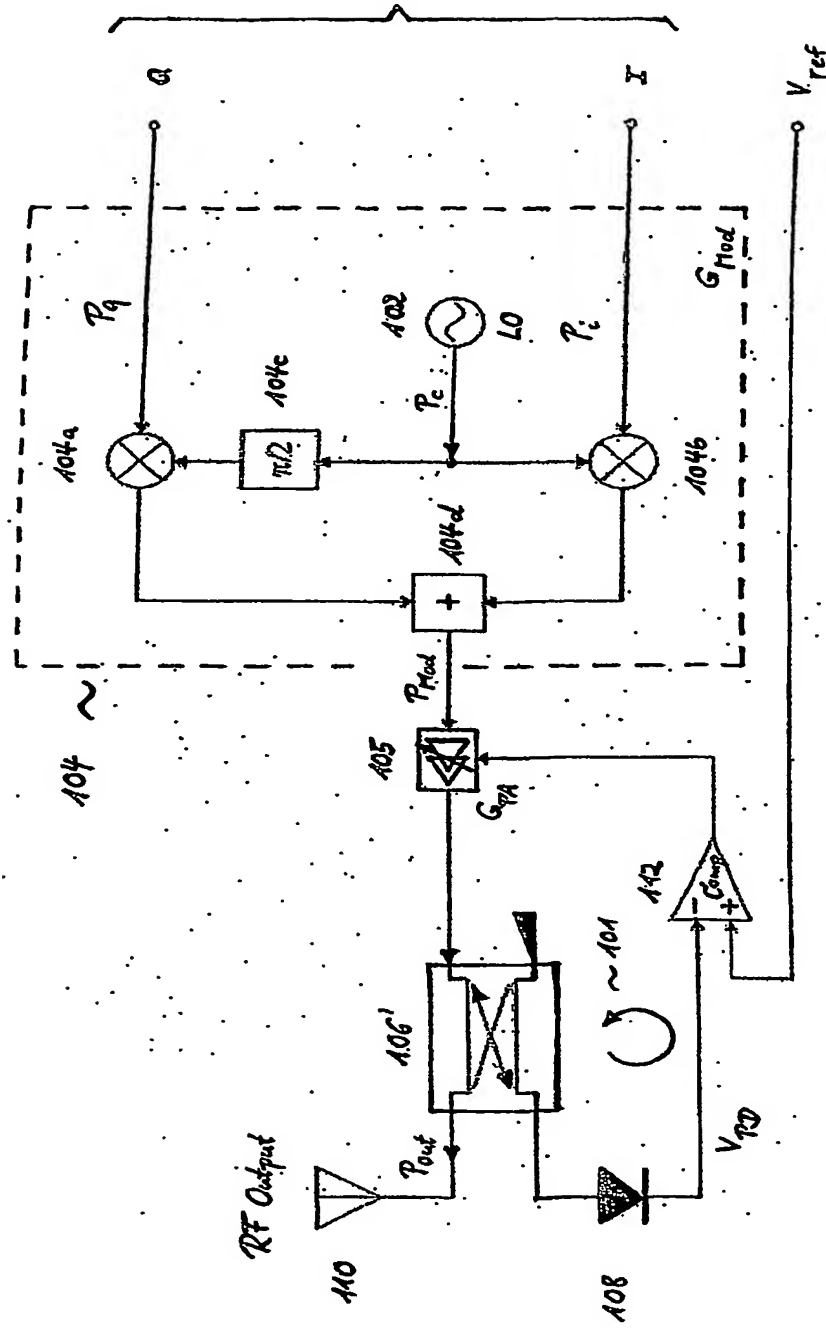 Q
I
V_ref
P_q
P_i
G_Mod
102
LO
P_c
104a
104c
π/2
104b
104d
+
P_Mod
104 ~
105
G_PA
112
Comp
-
+
106'
~ 101
P_out
V_PD
RF Output
110
108